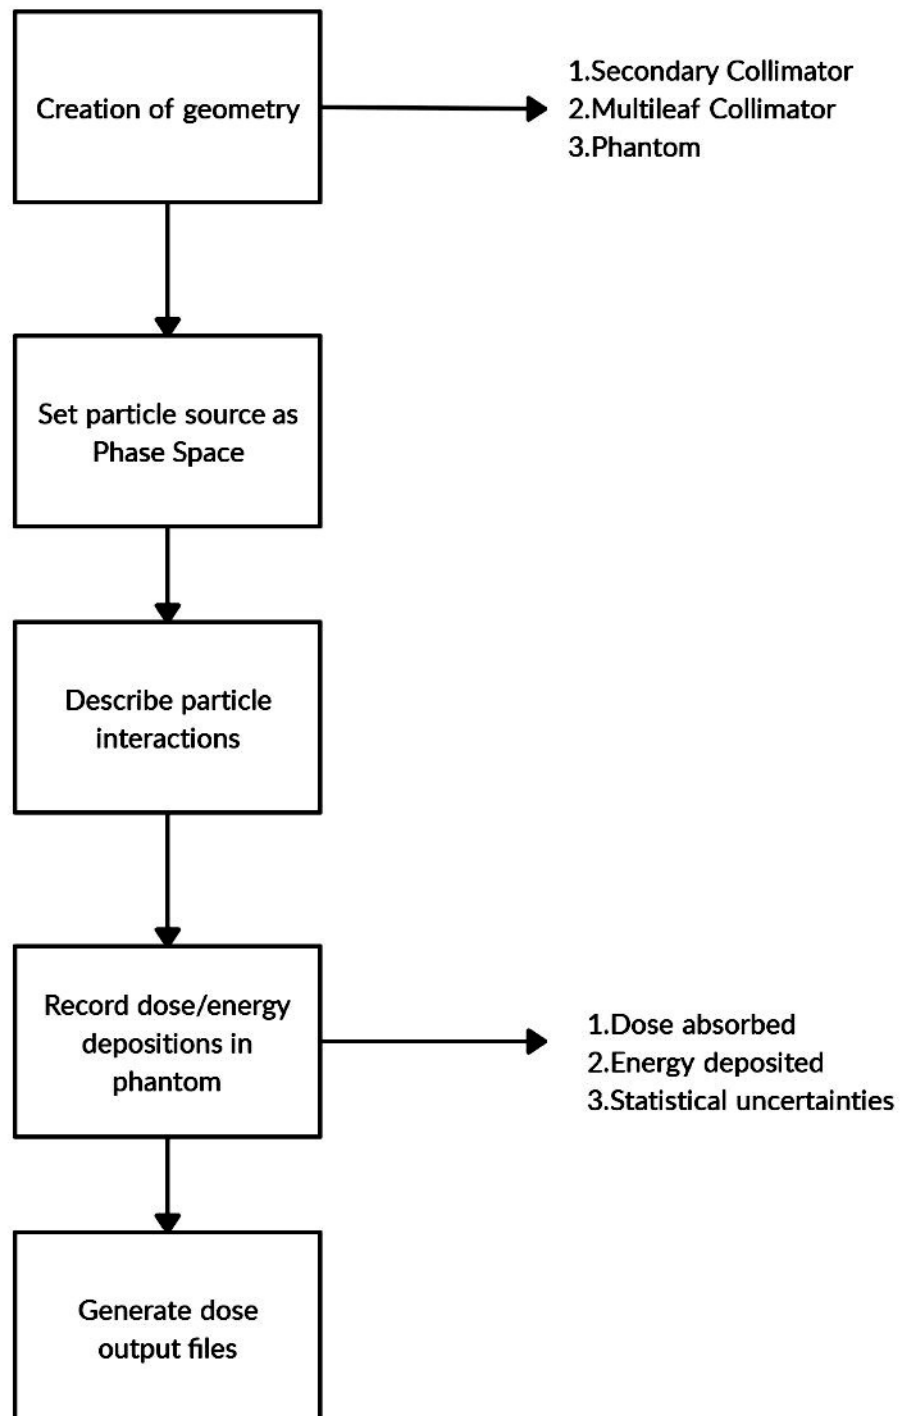 Creation of geometry
1.Secondary Collimator
2.Multileaf Collimator
3.Phantom
Set particle source as
Phase Space
Describe particle
interactions
Record dose/energy
depositions in
phantom
1.Dose absorbed
2.Energy deposited
3.Statistical uncertainties
Generate dose
output files